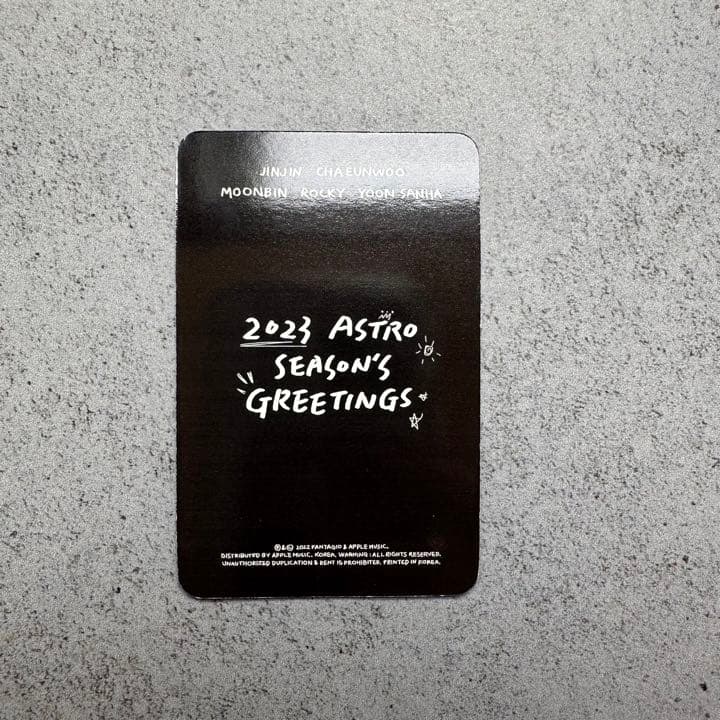 JINJIN CHAEUNWOO
MOONBIN ROCKY YOON SANHA
2023 ASTRO
SEASON'S
GREETINGS
Ⓟ&© 2022 FANTAGIO & APPLE MUSIC.
DISTRIBUTED BY APPLE MUSIC, KOREA. WARNING: ALL RIGHTS RESERVED.
UNAUTHORIZED DUPLICATION & RENT IS PROHIBITED. PRINTED IN KOREA.